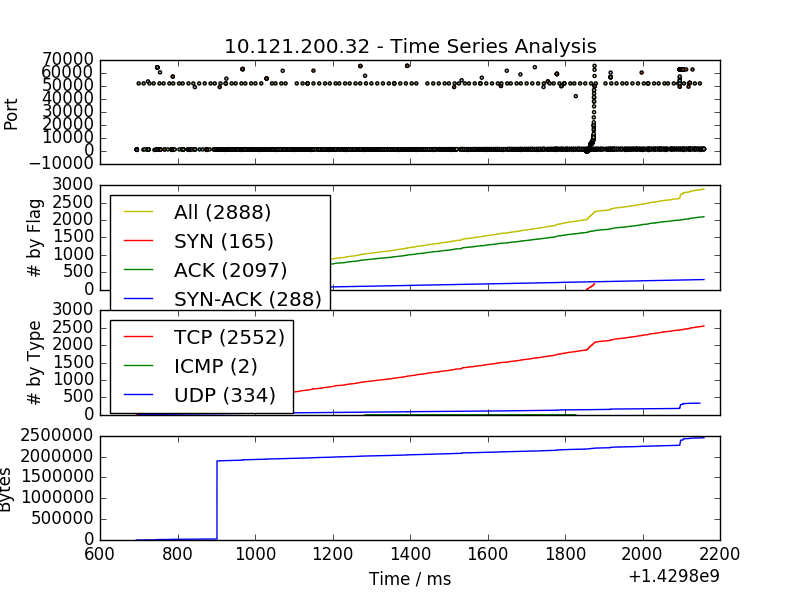 10.121.200.32 - Time Series Analysis
70000
60000
50000
40000
30000
20000
10000
0
−10000
Port
3000
2500
2000
1500
1000
500
0
# by Flag
All (2888)
SYN (165)
ACK (2097)
SYN-ACK (288)
3000
2500
2000
1500
1000
500
0
# by Type
TCP (2552)
ICMP (2)
UDP (334)
2500000
2000000
1500000
1000000
500000
0
Bytes
600 800 1000 1200 1400 1600 1800 2000 2200
Time / ms
+1.4298e9